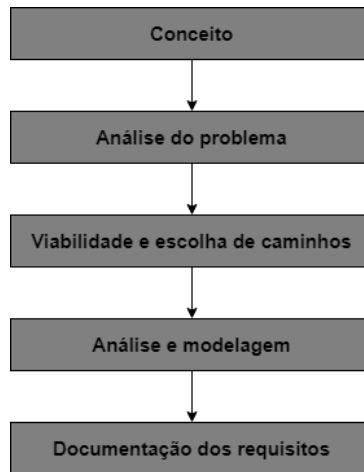 Conceito
Análise do problema
Viabilidade e escolha de caminhos
Análise e modelagem
Documentação dos requisitos